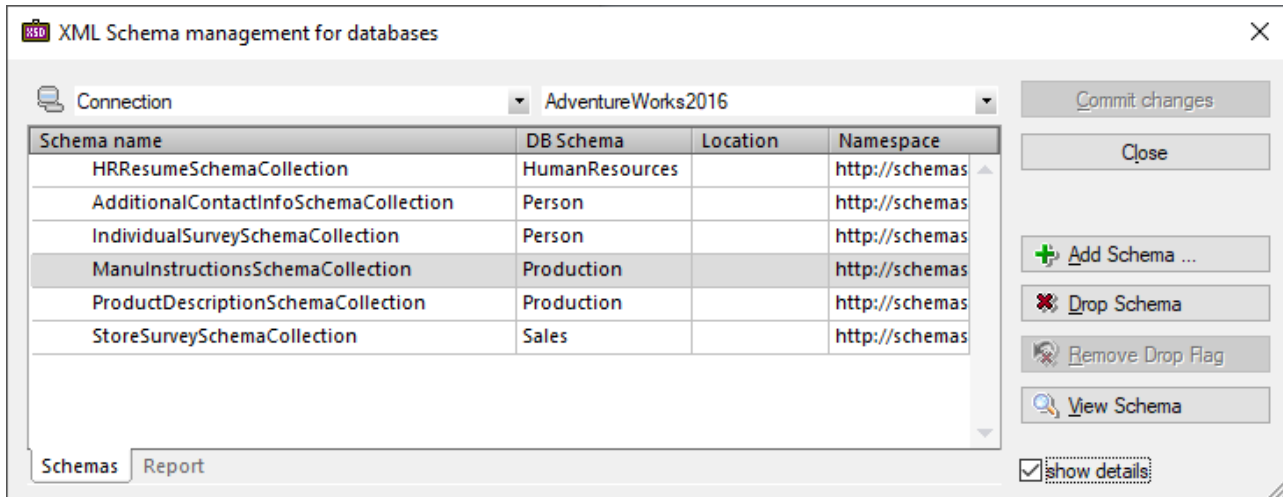 XSD XML Schema management for databases
Connection AdventureWorks2016 Commit changes
Schema name DB Schema Location Namespace Close
HRResumeSchemaCollection HumanResources http://schemas
AdditionalContactInfoSchemaCollection Person http://schemas
IndividualSurveySchemaCollection Person http://schemas
ManuInstructionsSchemaCollection Production http://schemas
ProductDescriptionSchemaCollection Production http://schemas
StoreSurveySchemaCollection Sales http://schemas
Add Schema ...
Drop Schema
Remove Drop Flag
View Schema
Schemas Report show details